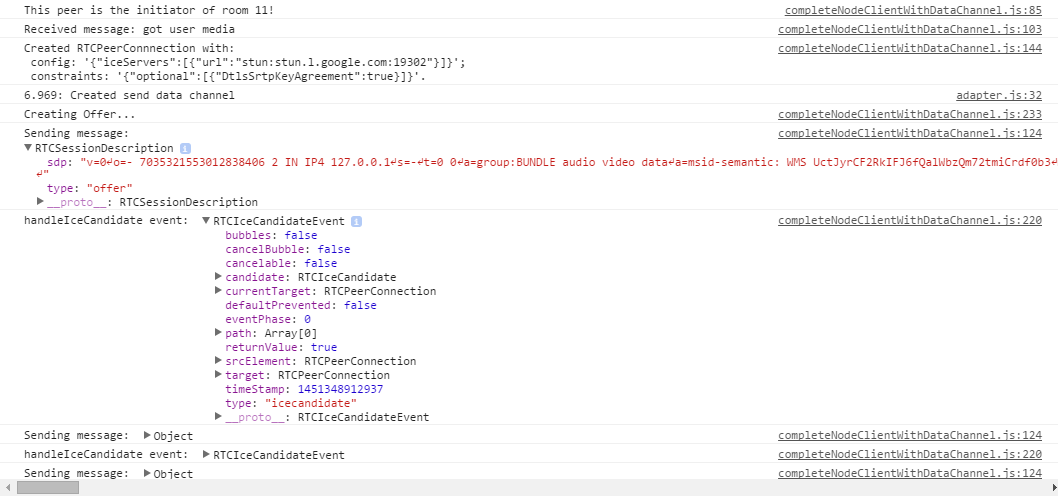 This peer is the initiator of room 11! completeNodeClientWithDataChannel.js:85
Received message: got user media completeNodeClientWithDataChannel.js:103
Created RTCPeerConnnection with: completeNodeClientWithDataChannel.js:144
config: '{"iceServers":[{"url":"stun:stun.l.google.com:19302"}]}';
constraints: '{"optional":[{"DtlsSrtpKeyAgreement":true}]}'.
6.969: Created send data channel adapter.js:32
Creating Offer... completeNodeClientWithDataChannel.js:233
Sending message: completeNodeClientWithDataChannel.js:124
▼RTCSessionDescription i
sdp: "v=0↵o=- 7035321553012838406 2 IN IP4 127.0.0.1↵s=-↵t=0 0↵a=group:BUNDLE audio video data↵a=msid-semantic: WMS UctJyrCF2RkIFJ6fQalWbzQm72tmiCrdf0b3↵
↵"
type: "offer"
▶__proto__: RTCSessionDescription
handleIceCandidate event: ▼RTCIceCandidateEvent i completeNodeClientWithDataChannel.js:220
bubbles: false
cancelBubble: false
cancelable: false
▶candidate: RTCIceCandidate
▶currentTarget: RTCPeerConnection
defaultPrevented: false
eventPhase: 0
▶path: Array[0]
returnValue: true
▶srcElement: RTCPeerConnection
▶target: RTCPeerConnection
timeStamp: 1451348912937
type: "icecandidate"
▶__proto__: RTCIceCandidateEvent
Sending message: ▶Object completeNodeClientWithDataChannel.js:124
handleIceCandidate event: ▶RTCIceCandidateEvent completeNodeClientWithDataChannel.js:220
Sending message: ▶Object completeNodeClientWithDataChannel.js:124